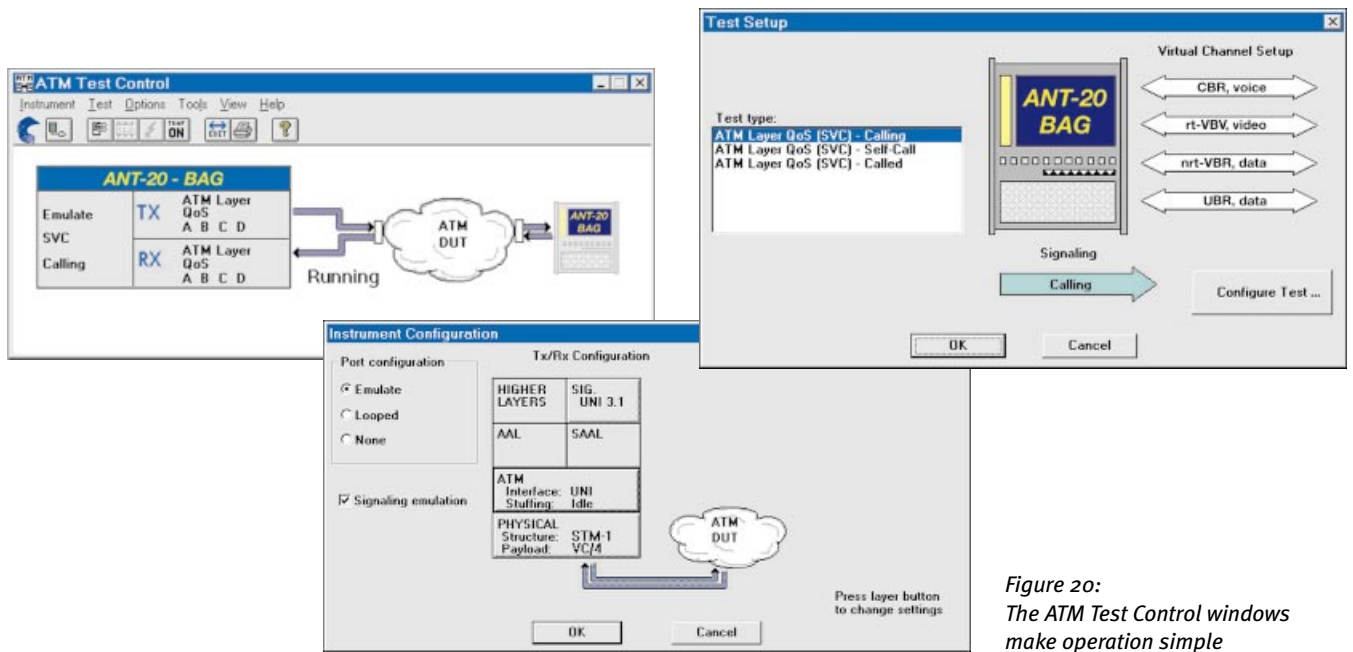 ATM Test Control
Instrument Test Options Tools View Help
ON
EXIT
ANT-20 - BAG
Emulate
SVC
Calling
TX
ATM Layer
QoS
A B C D
RX
ATM Layer
QoS
A B C D
Running
ATM
DUT
ANT-20
BAG
Test Setup
Virtual Channel Setup
Test type:
ATM Layer QoS (SVC) - Calling
ATM Layer QoS (SVC) - Self-Call
ATM Layer QoS (SVC) - Called
ANT-20
BAG
CBR, voice
rt-VBV, video
nrt-VBR, data
UBR, data
Signaling
Calling
Configure Test ...
OK
Cancel
Instrument Configuration
Port configuration
Emulate
Looped
None
Signaling emulation
Tx/Rx Configuration
HIGHER
LAYERS
SIG.
UNI 3.1
AAL
SAAL
ATM
Interface: UNI
Stuffing: Idle
PHYSICAL
Structure: STM-1
Payload: VC/4
ATM
DUT
Press layer button
to change settings
OK
Cancel
Figure 20:
The ATM Test Control windows
make operation simple